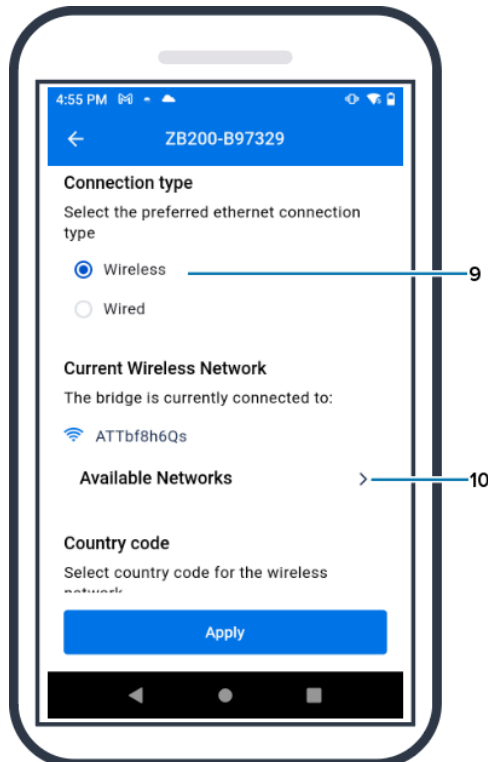 4:55 PM
ZB200-B97329
Connection type
Select the preferred ethernet connection
type
Wireless
9
Wired
Current Wireless Network
The bridge is currently connected to:
ATTbf8h6Qs
Available Networks
10
Country code
Select country code for the wireless
network
Apply